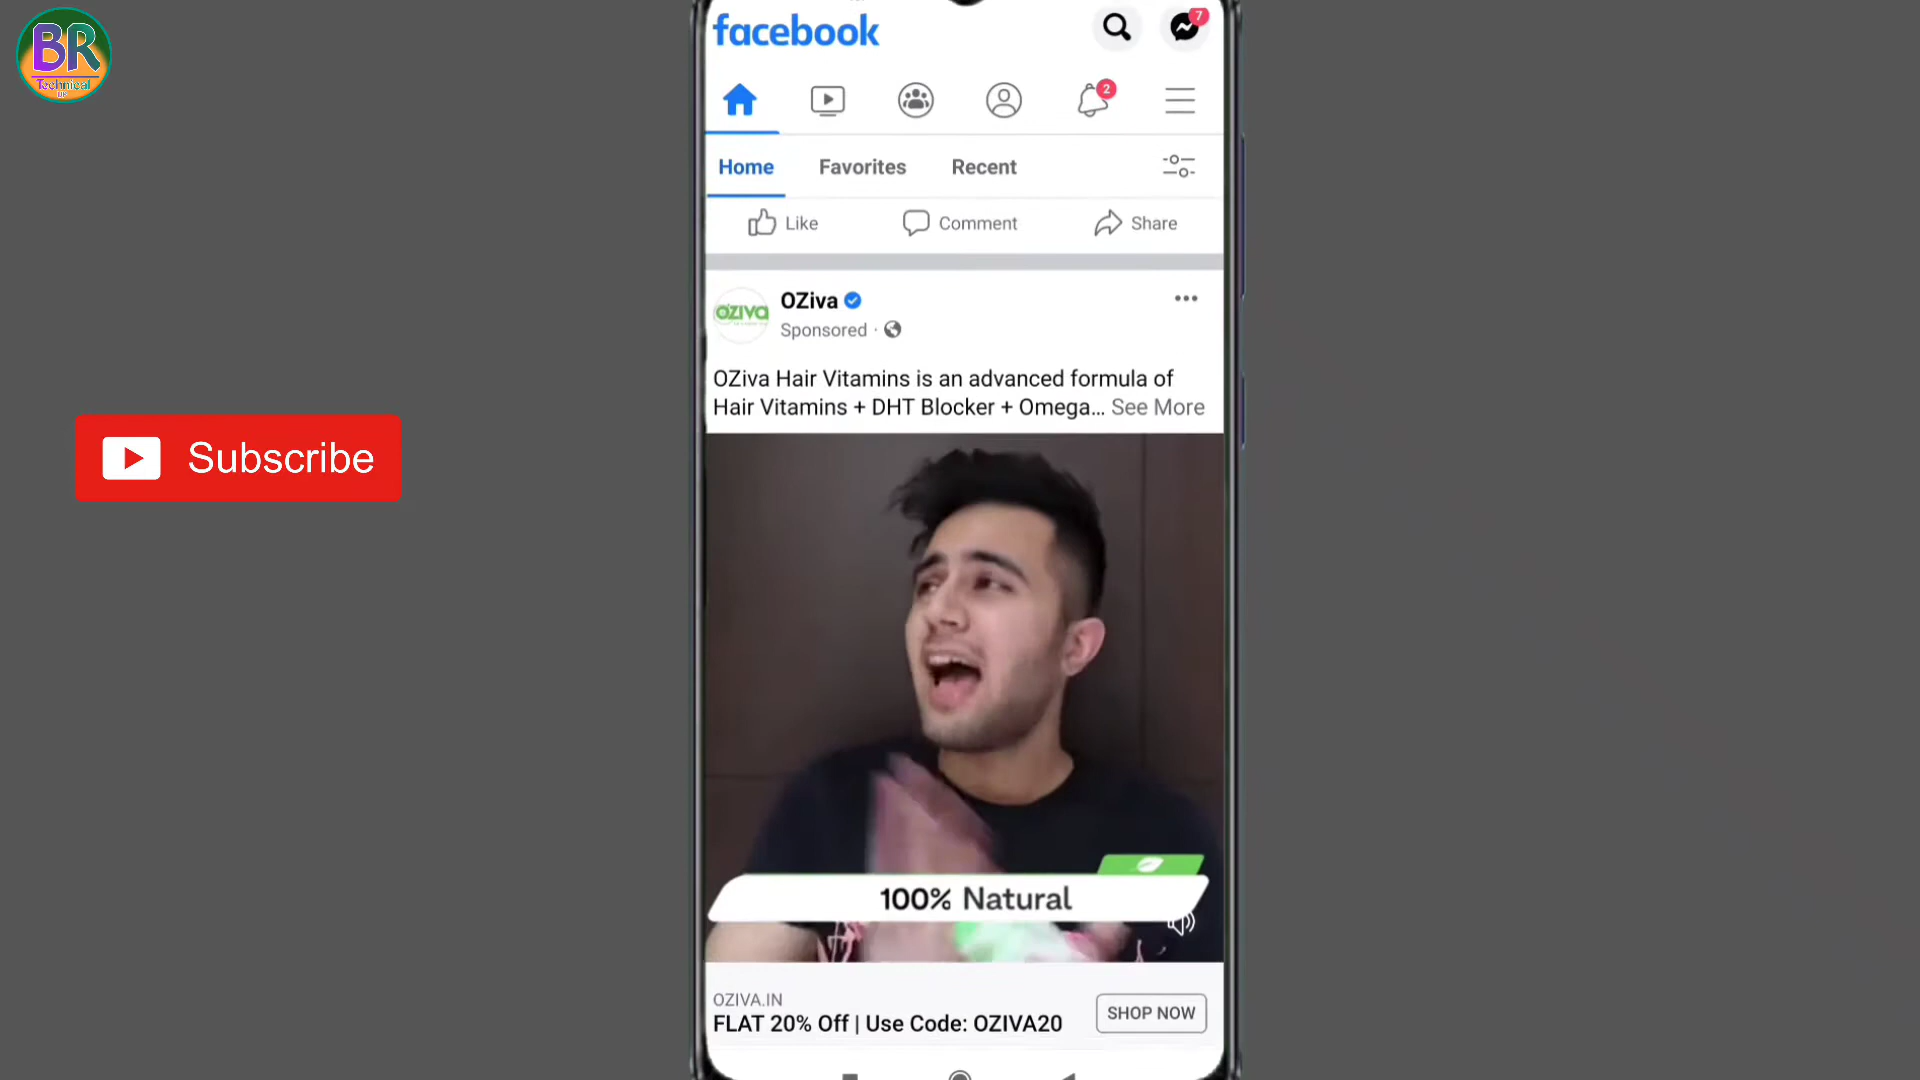 BR
Technical
facebook
7
2
Home Favorites Recent
Like Comment Share
OZiva
OZiva
Sponsored ·
OZiva Hair Vitamins is an advanced formula of
Hair Vitamins + DHT Blocker + Omega... See More
Subscribe
100% Natural
OZIVA.IN
FLAT 20% Off | Use Code: OZIVA20
SHOP NOW